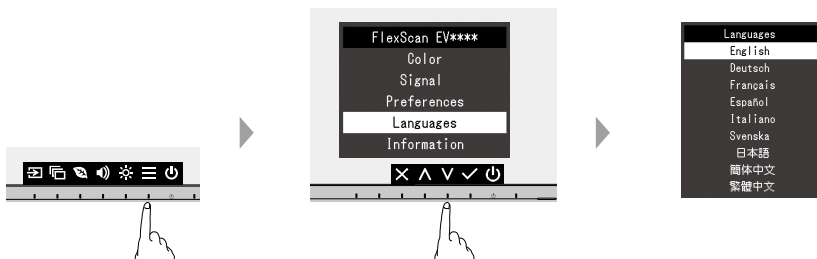 FlexScan EV****
Color
Signal
Preferences
Languages
Information
Languages
English
Deutsch
Français
Español
Italiano
Svenska
日本語
简体中文
繁體中文